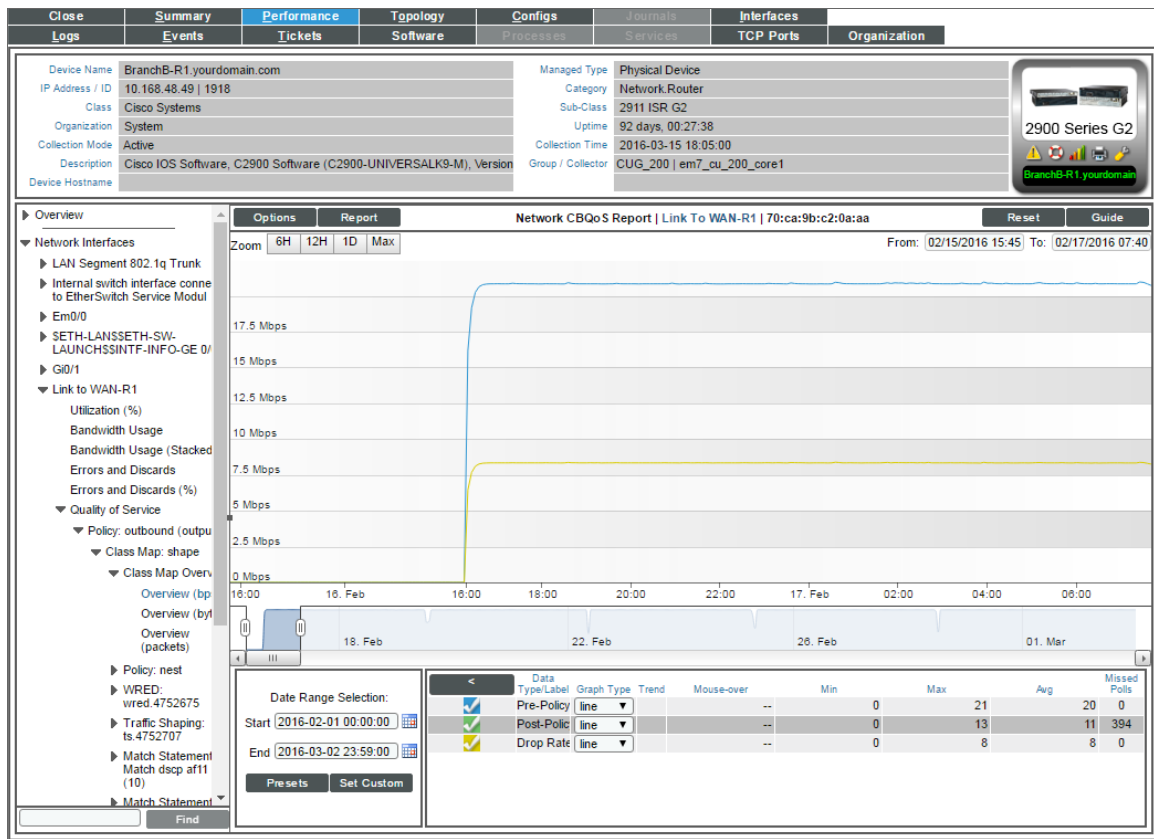 Close Summary Performance Topology Configs Journals Interfaces
Logs Events Tickets Software Processes Services TCP Ports Organization
Device Name BranchB-R1.yourdomain.com Managed Type Physical Device
IP Address / ID 10.168.48.49 | 1918 Category Network.Router
Class Cisco Systems Sub-Class 2911 ISR G2
Organization System Uptime 92 days, 00:27:38
Collection Mode Active Collection Time 2016-03-15 18:05:00
Description Cisco IOS Software, C2900 Software (C2900-UNIVERSALK9-M), Version Group / Collector CUG_200 | em7_cu_200_core1
Device Hostname
2900 Series G2
BranchB-R1.yourdomain
Overview
Network Interfaces
LAN Segment 802.1q Trunk
Internal switch interface conne
to EtherSwitch Service Modul
Em0/0
$ETH-LAN$$ETH-SW-
LAUNCH$$INTF-INFO-GE 0/
Gi0/1
Link to WAN-R1
Utilization (%)
Bandwidth Usage
Bandwidth Usage (Stacked
Errors and Discards
Errors and Discards (%)
Quality of Service
Policy: outbound (outpu
Class Map: shape
Class Map Overv
Overview (bp
Overview (byt
Overview
(packets)
Policy: nest
WRED:
wred.4752675
Traffic Shaping:
ts.4752707
Match Statement
Match dscp af11
(10)
Match Statement
Find
Options Report Network CBQoS Report | Link To WAN-R1 | 70:ca:9b:c2:0a:aa Reset Guide
Zoom 6H 12H 1D Max From: 02/15/2016 15:45 To: 02/17/2016 07:40
17.5 Mbps
15 Mbps
12.5 Mbps
10 Mbps
7.5 Mbps
5 Mbps
2.5 Mbps
0 Mbps
16:00 16. Feb 16:00 18:00 20:00 22:00 17. Feb 02:00 04:00 06:00
18. Feb 22. Feb 26. Feb 01. Mar
Date Range Selection:
Start 2016-02-01 00:00:00
End 2016-03-02 23:59:00
Presets Set Custom
< Data Type/Label Graph Type Trend Mouse-over Min Max Avg Missed Polls
Pre-Policy line -- 0 21 20 0
Post-Polic line -- 0 13 11 394
Drop Rate line -- 0 8 8 0